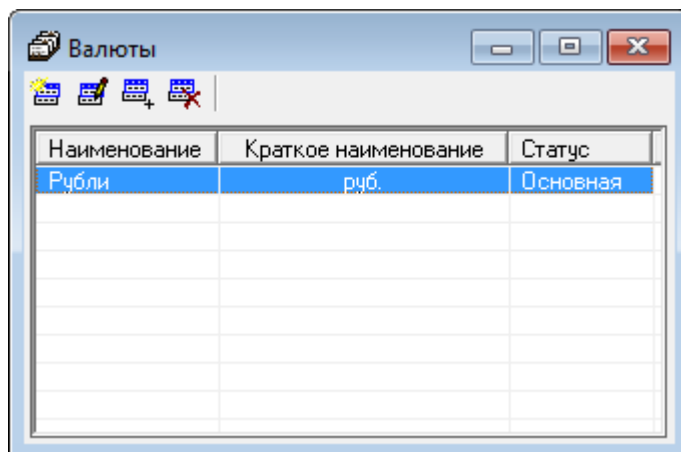 Валюты
Наименование Краткое наименование Статус
Рубли руб. Основная